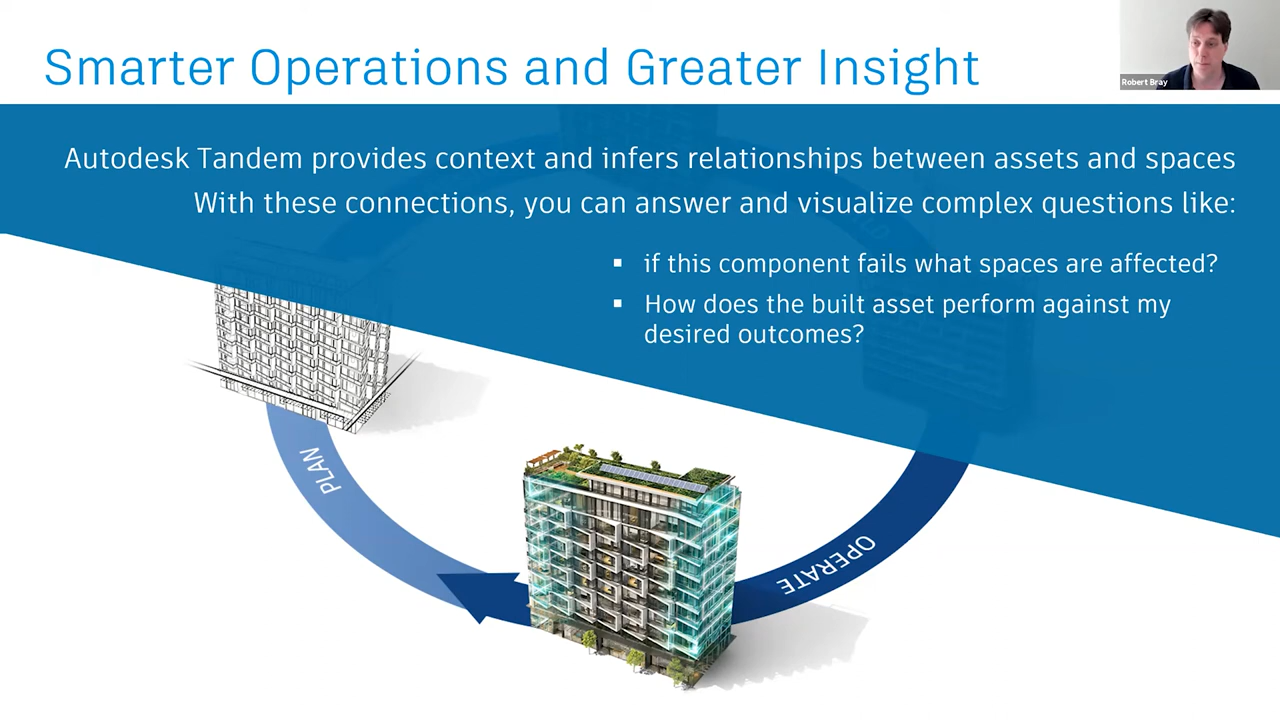 Smarter Operations and Greater Insight
Robert Bray
Autodesk Tandem provides context and infers relationships between assets and spaces
With these connections, you can answer and visualize complex questions like:
▪ if this component fails what spaces are affected?
▪ How does the built asset perform against my
desired outcomes?
PLAN
OPERATE